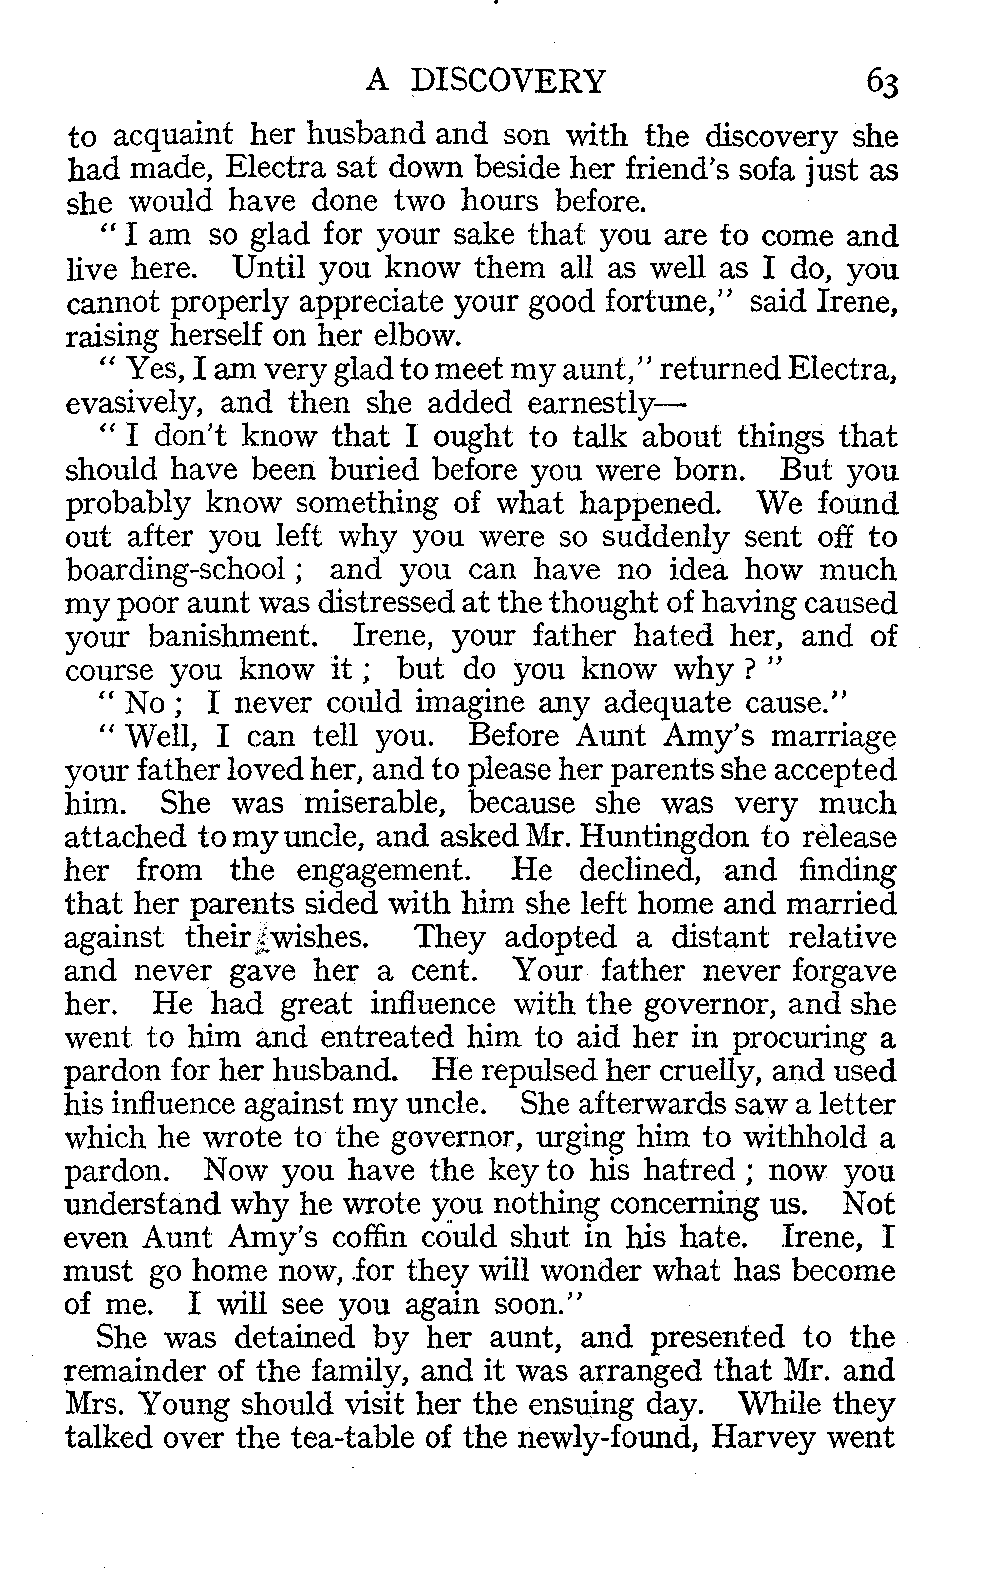 A DISCOVERY 63
to acquaint her husband and son with the discovery she
had made, Electra sat down beside her friend's sofa just as
she would have done two hours before.
" I am so glad for your sake that you are to come and
live here. Until you know them all as well as I do, you
cannot properly appreciate your good fortune," said Irene,
raising herself on her elbow.
" Yes, I am very glad to meet my aunt," returned Electra,
evasively, and then she added earnestly—
" I don't know that I ought to talk about things that
should have been buried before you were born. But you
probably know something of what happened. We found
out after you left why you were so suddenly sent off to
boarding-school ; and you can have no idea how much
my poor aunt was distressed at the thought of having caused
your banishment. Irene, your father hated her, and of
course you know it ; but do you know why ? "
" No ; I never could imagine any adequate cause."
" Well, I can tell you. Before Aunt Amy's marriage
your father loved her, and to please her parents she accepted
him. She was miserable, because she was very much
attached to my uncle, and asked Mr. Huntingdon to release
her from the engagement. He declined, and finding
that her parents sided with him she left home and married
against their wishes. They adopted a distant relative
and never gave her a cent. Your father never forgave
her. He had great influence with the governor, and she
went to him and entreated him to aid her in procuring a
pardon for her husband. He repulsed her cruelly, and used
his influence against my uncle. She afterwards saw a letter
which he wrote to the governor, urging him to withhold a
pardon. Now you have the key to his hatred ; now you
understand why he wrote you nothing concerning us. Not
even Aunt Amy's coffin could shut in his hate. Irene, I
must go home now, for they will wonder what has become
of me. I will see you again soon."
She was detained by her aunt, and presented to the
remainder of the family, and it was arranged that Mr. and
Mrs. Young should visit her the ensuing day. While they
talked over the tea-table of the newly-found, Harvey went